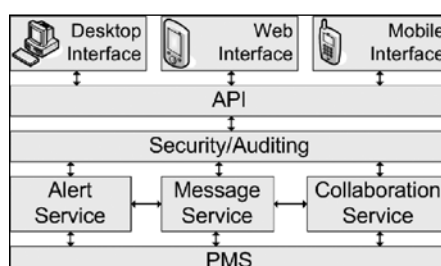 Desktop
Interface
Web
Interface
Mobile
Interface
API
Security/Auditing
Alert
Service
Message
Service
Collaboration
Service
PMS